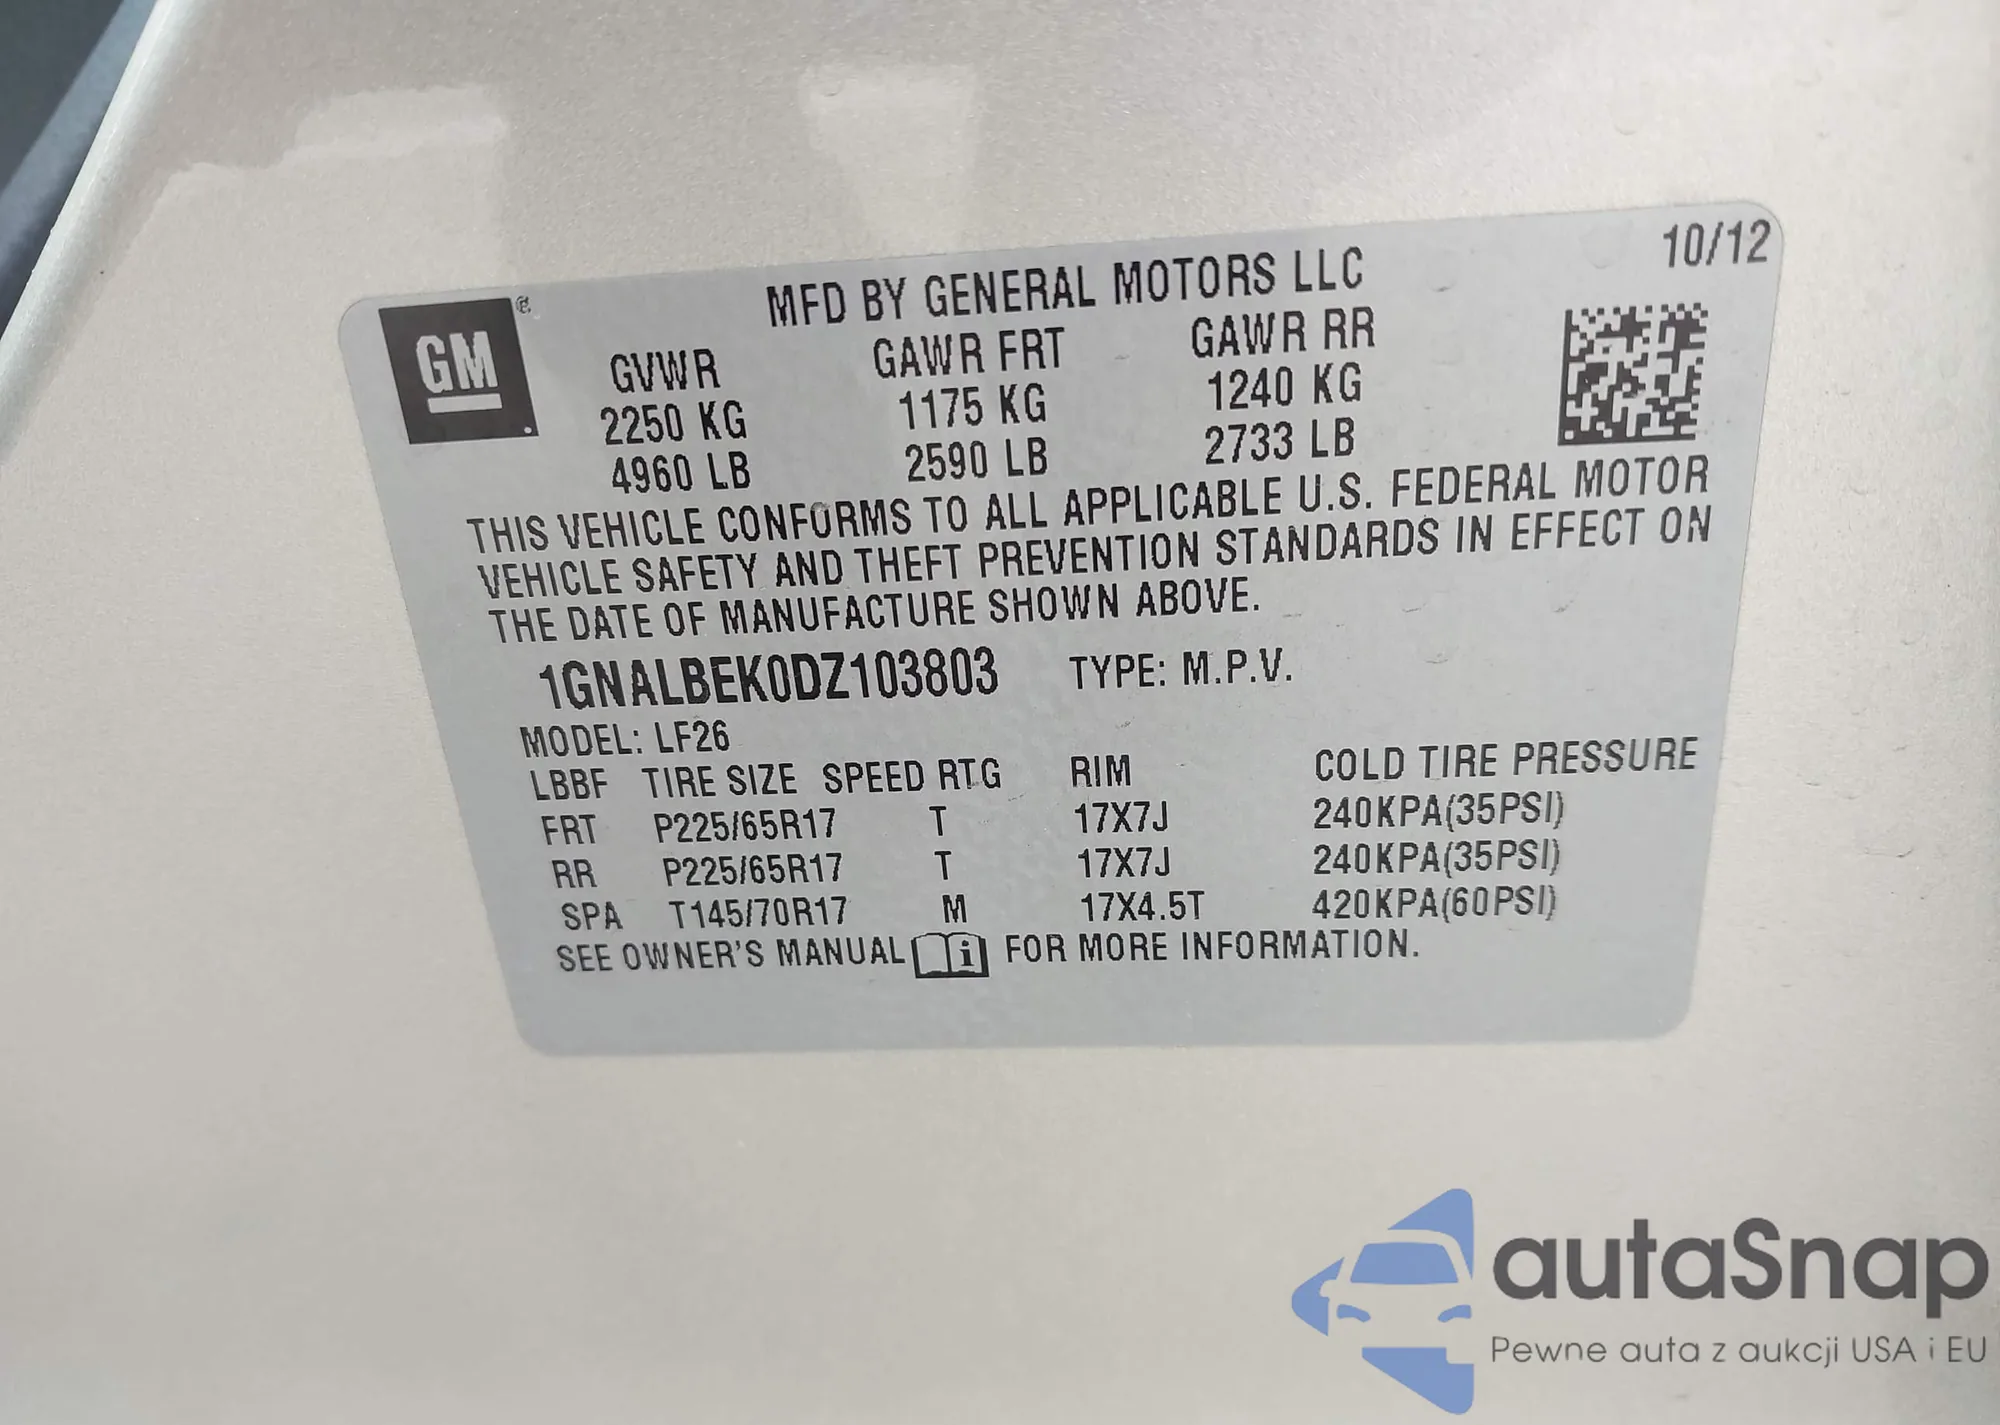 10/12
MFD BY GENERAL MOTORS LLC
GM
GVWR GAWR FRT GAWR RR
2250 KG 1175 KG 1240 KG
4960 LB 2590 LB 2733 LB
THIS VEHICLE CONFORMS TO ALL APPLICABLE U.S. FEDERAL MOTOR
VEHICLE SAFETY AND THEFT PREVENTION STANDARDS IN EFFECT ON
THE DATE OF MANUFACTURE SHOWN ABOVE.
1GNALBEK0DZ103803 TYPE: M.P.V.
MODEL: LF26
LBBF TIRE SIZE SPEED RTG RIM COLD TIRE PRESSURE
FRT P225/65R17 T 17X7J 240KPA(35PSI)
RR P225/65R17 T 17X7J 240KPA(35PSI)
SPA T145/70R17 M 17X4.5T 420KPA(60PSI)
SEE OWNER'S MANUAL i FOR MORE INFORMATION.
autaSnap
Pewne auta z aukcji USA i EU